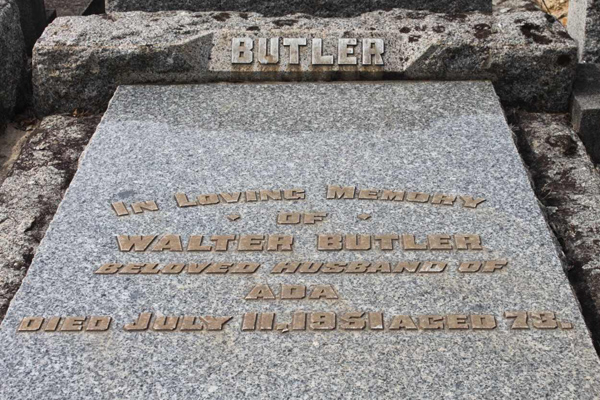 BUTLER
In Loving Memory
OF
WALTER BUTLER
BELOVED HUSBAND OF
ADA
DIED JULY 11, 1951 AGED 73.